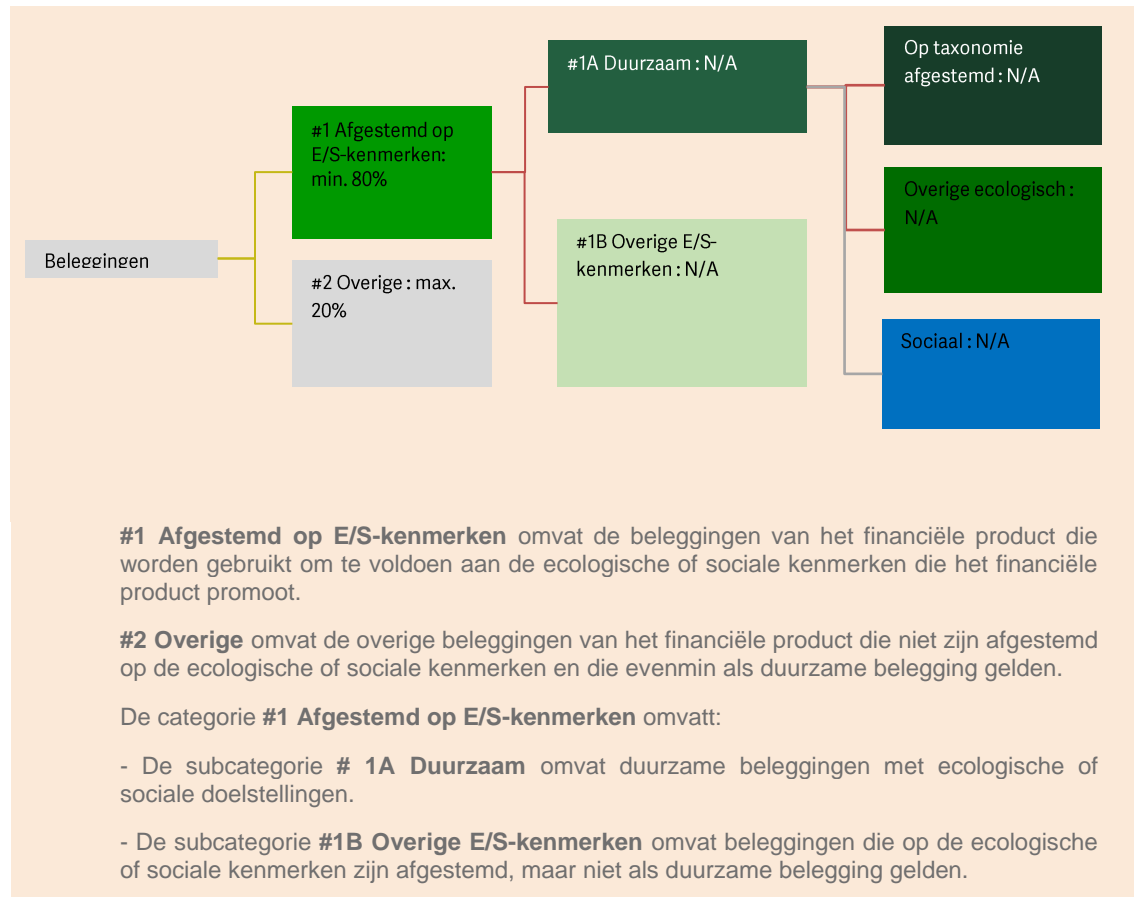 Beleggingen
#1 Afgestemd op
E/S-kenmerken:
min. 80%
#2 Overige : max.
20%
#1A Duurzaam : N/A
#1B Overige E/S-
kenmerken : N/A
Op taxonomie
afgestemd : N/A
Overige ecologisch :
N/A
Sociaal : N/A
#1 Afgestemd op E/S-kenmerken omvat de beleggingen van het financiële product die
worden gebruikt om te voldoen aan de ecologische of sociale kenmerken die het financiële
product promoot.
#2 Overige omvat de overige beleggingen van het financiële product die niet zijn afgestemd
op de ecologische of sociale kenmerken en die evenmin als duurzame belegging gelden.
De categorie #1 Afgestemd op E/S-kenmerken omvatt:
- De subcategorie # 1A Duurzaam omvat duurzame beleggingen met ecologische of
sociale doelstellingen.
- De subcategorie #1B Overige E/S-kenmerken omvat beleggingen die op de ecologische
of sociale kenmerken zijn afgestemd, maar niet als duurzame belegging gelden.